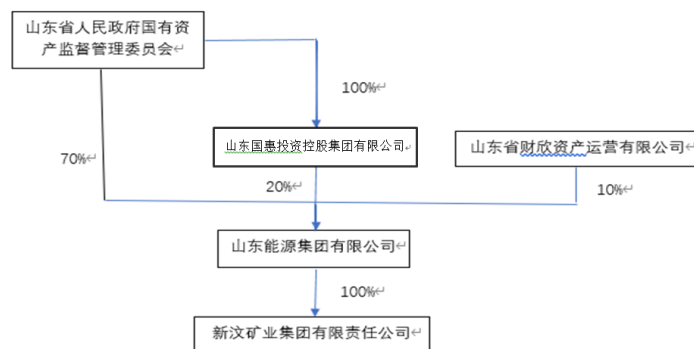 山东省人民政府国有资
产监督管理委员会
100%
山东国惠投资控股集团有限公司
山东省财欣资产运营有限公司
70%
20%
10%
山东能源集团有限公司
100%
新汶矿业集团有限责任公司